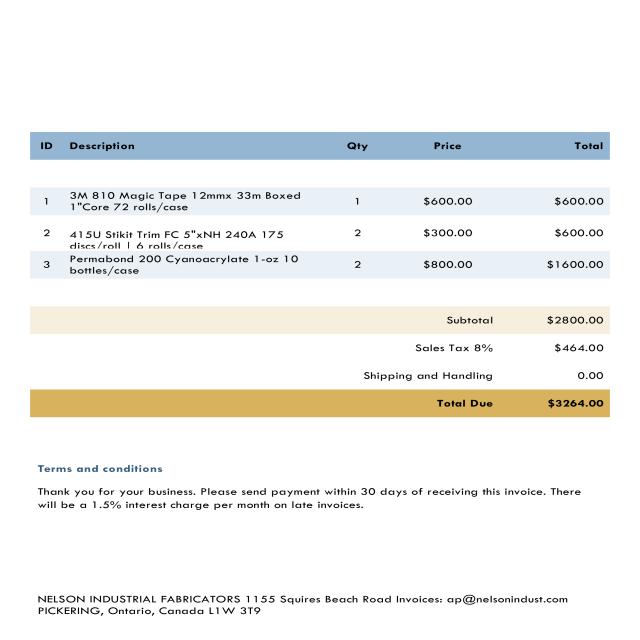 ID Description Qty Price Total
1 3M 810 Magic Tape 12mmx 33m Boxed 1 $600.00 $600.00
1"Core 72 rolls/case
2 415U Stikit Trim FC 5"xNH 240A 175 2 $300.00 $600.00
discs/roll | 6 rolls/case
3 Permabond 200 Cyanoacrylate 1-oz 10 2 $800.00 $1600.00
bottles/case
Subtotal $2800.00
Sales Tax 8% $464.00
Shipping and Handling 0.00
Total Due $3264.00
Terms and conditions
Thank you for your business. Please send payment within 30 days of receiving this invoice. There
will be a 1.5% interest charge per month on late invoices.
NELSON INDUSTRIAL FABRICATORS 1155 Squires Beach Road Invoices: ap@nelsonindust.com
PICKERING, Ontario, Canada L1W 3T9